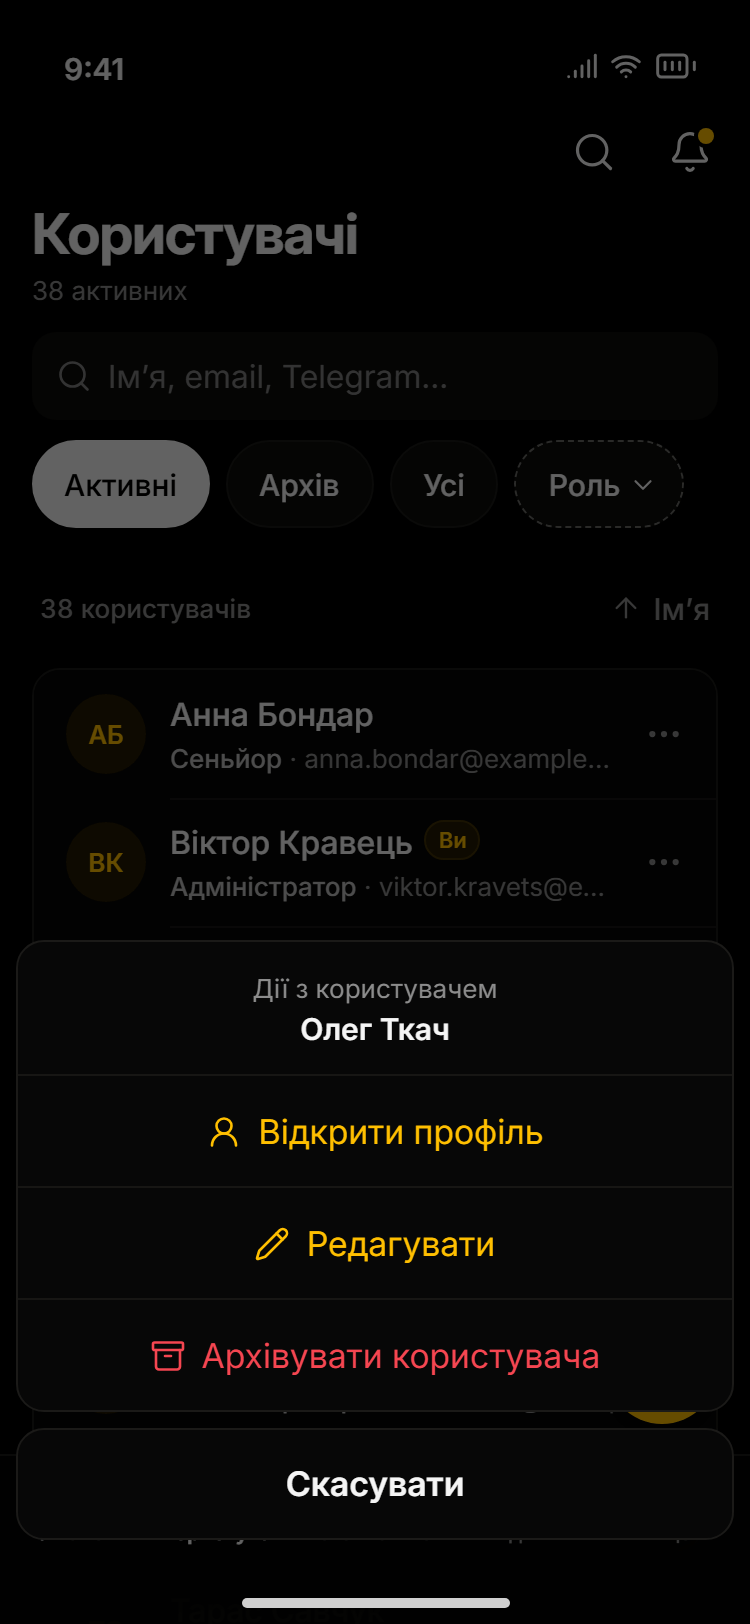 9:41
Користувачі
38 активних
Ім’я, email, Telegram...
Активні
Архів
Усі
Роль
38 користувачів
Ім’я
АБ
Анна Бондар
Сеньйор · anna.bondar@example...
ВК
Віктор Кравець
Ви
Адміністратор · viktor.kravets@e...
Дії з користувачем
Олег Ткач
Відкрити профіль
Редагувати
Архівувати користувача
Скасувати
Тарас Савчук